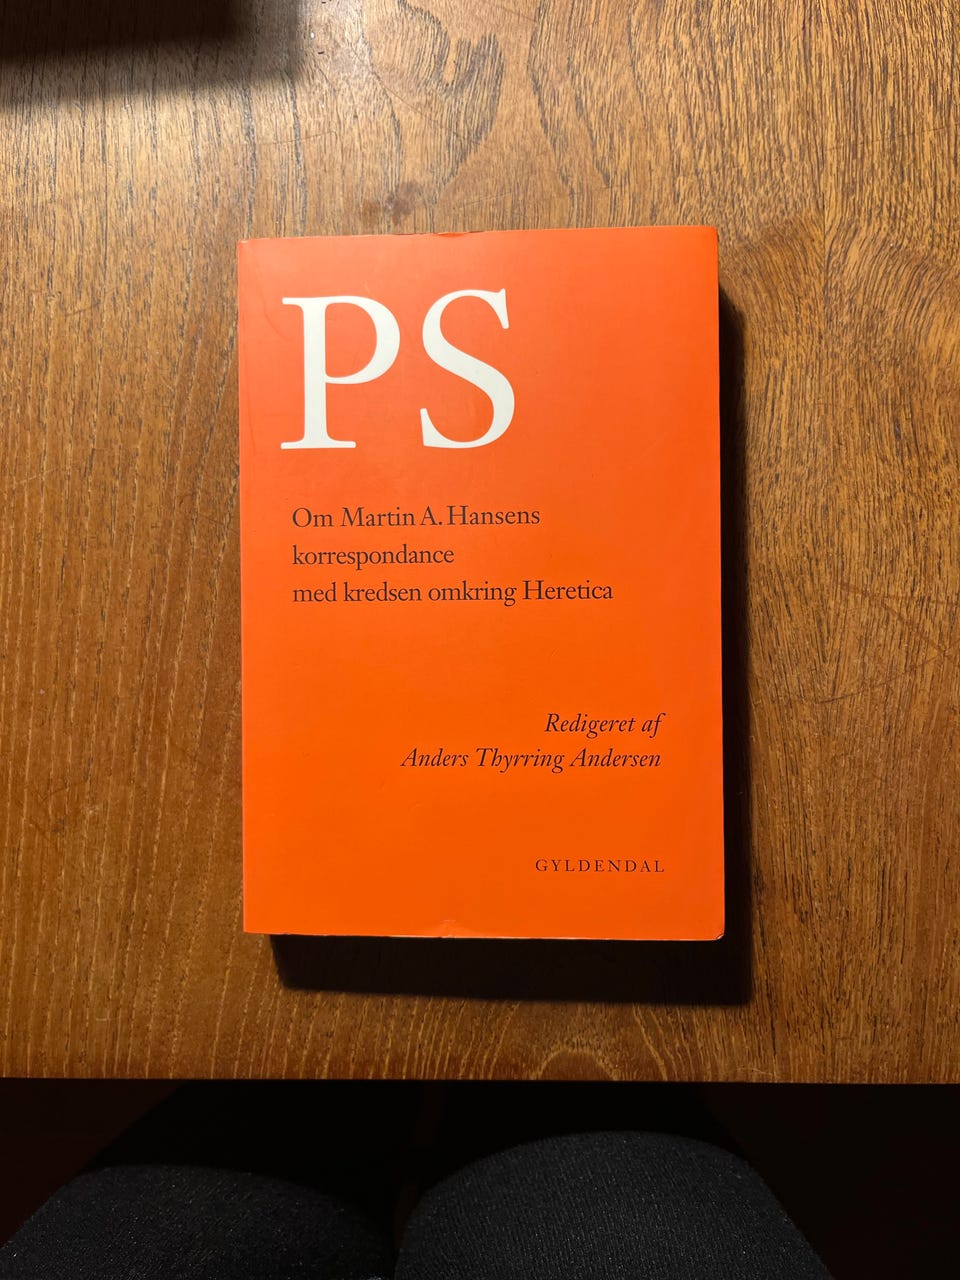 PS
Om Martin A. Hansens
korrespondance
med kredsen omkring Heretica
Redigeret af
Anders Thyrring Andersen
GYLDENDAL